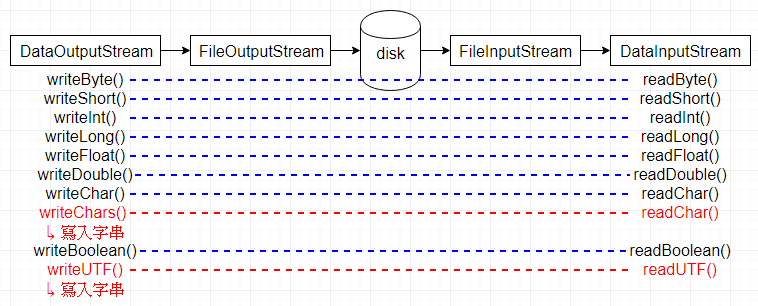 DataOutputStream FileOutputStream disk FileInputStream DataInputStream
writeByte() readByte()
writeShort() readShort()
writeInt() readInt()
writeLong() readLong()
writeFloat() readFloat()
writeDouble() readDouble()
writeChar() readChar()
writeChars() readChar()
↳ 寫入字串
writeBoolean() readBoolean()
writeUTF() readUTF()
↳ 寫入字串